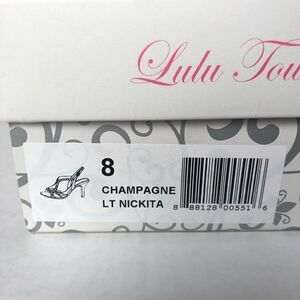 Lulu Tou
8
CHAMPAGNE
LT NICKITA
8 88128 00551 6